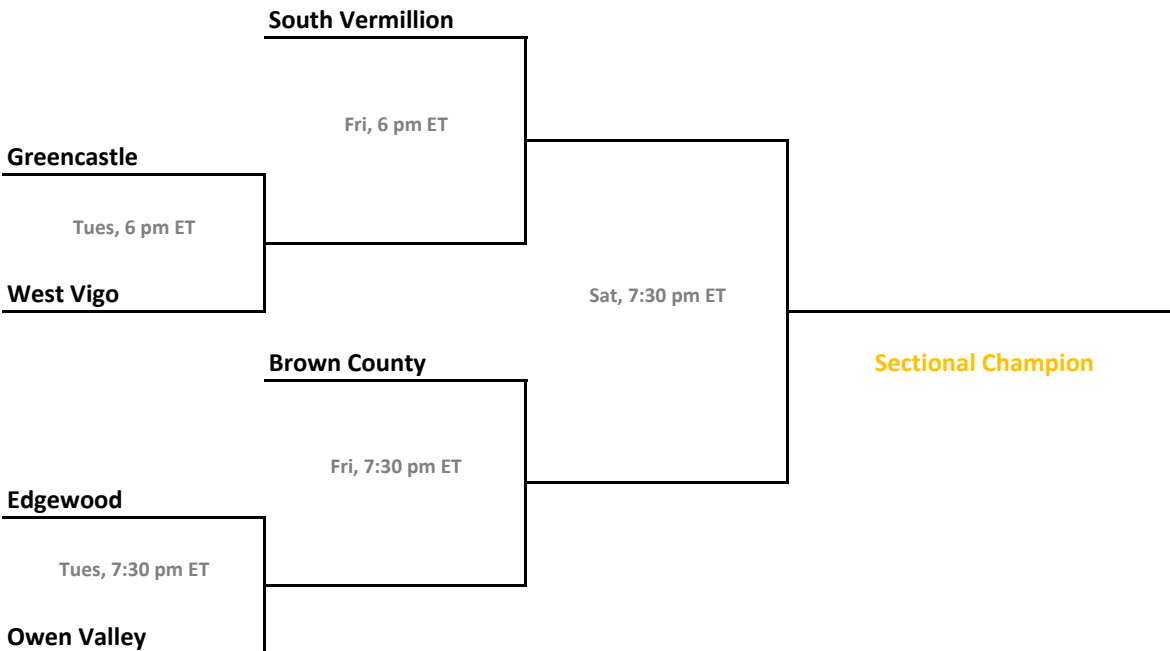 South Vermillion
Fri, 6 pm ET
Greencastle
Tues, 6 pm ET
West Vigo
Sat, 7:30 pm ET
Brown County
Sectional Champion
Fri, 7:30 pm ET
Edgewood
Tues, 7:30 pm ET
Owen Valley